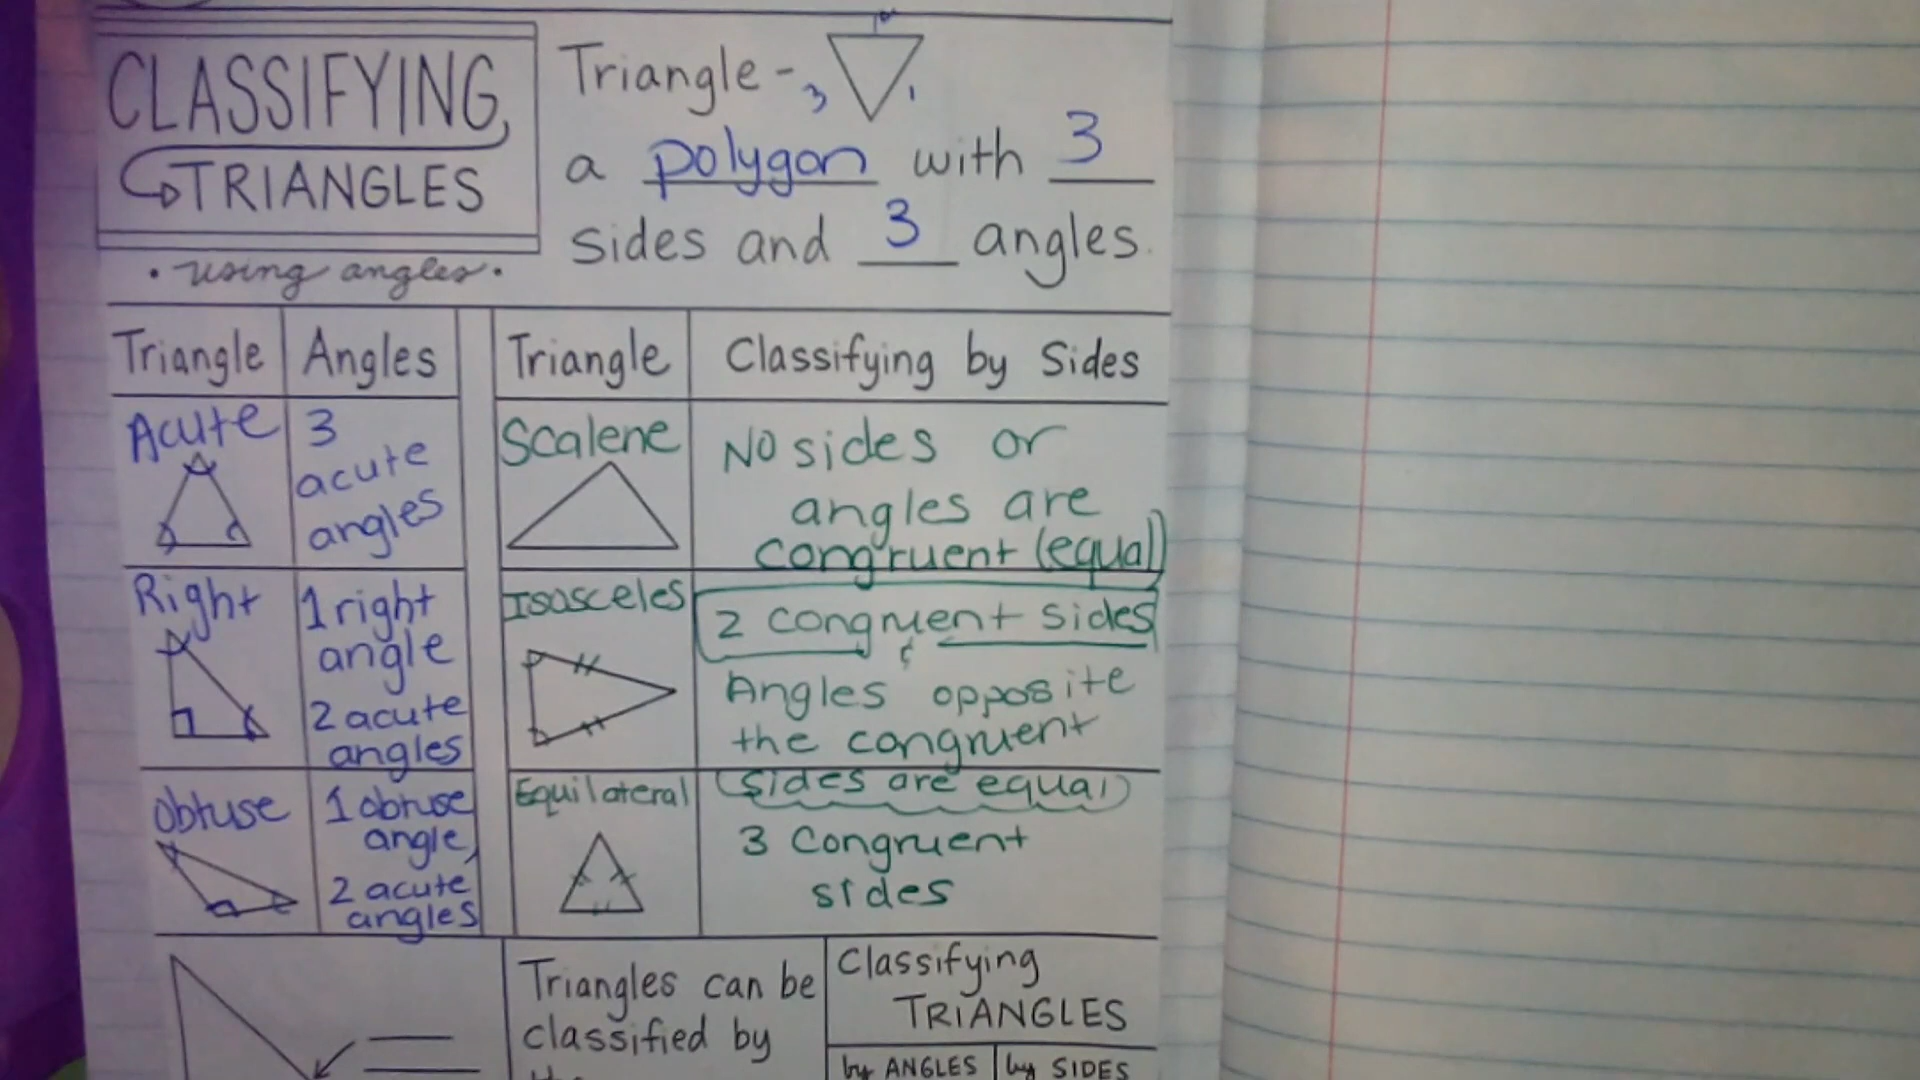 CLASSIFYING
TRIANGLES
• using angles •
Triangle -
3
1
a polygon with 3
sides and 3 angles.
Triangle
Angles
Acute
3
acute
angles
Right
1 right
angle
2 acute
angles
Obtuse
1 obtuse
angle,
2 acute
angles
Triangle
Classifying by Sides
Scalene
No sides or
angles are
congruent (equal)
Isosceles
2 congruent sides
&
Angles opposite
the congruent
sides are equal
Equilateral
3 Congruent
sides
Triangles can be
classified by
Classifying
TRIANGLES
by ANGLES
by SIDES